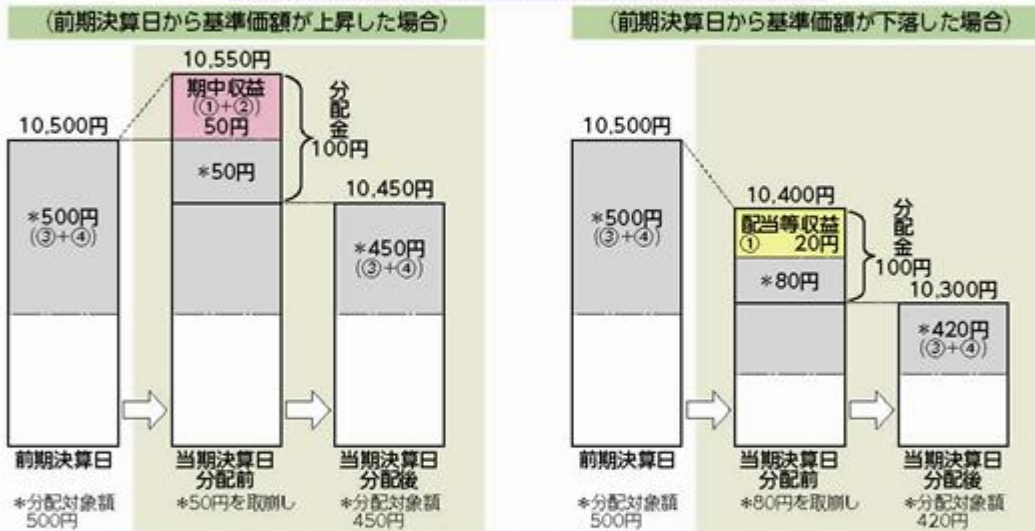 (前期決算日から基準価額が上昇した場合)
10,550円
期中収益
(①+②)
50円
分配金
100円
10,500円
*50円
10,450円
*500円
(③+④)
*450円
(③+④)
前期決算日
当期決算日
分配前
当期決算日
分配後
*分配対象額
500円
*50円を取崩し
*分配対象額
450円
(前期決算日から基準価額が下落した場合)
10,500円
10,400円
配当等収益
① 20円
分配金
100円
*500円
(③+④)
*80円
10,300円
*420円
(③+④)
前期決算日
当期決算日
分配前
当期決算日
分配後
*分配対象額
500円
*80円を取崩し
*分配対象額
420円